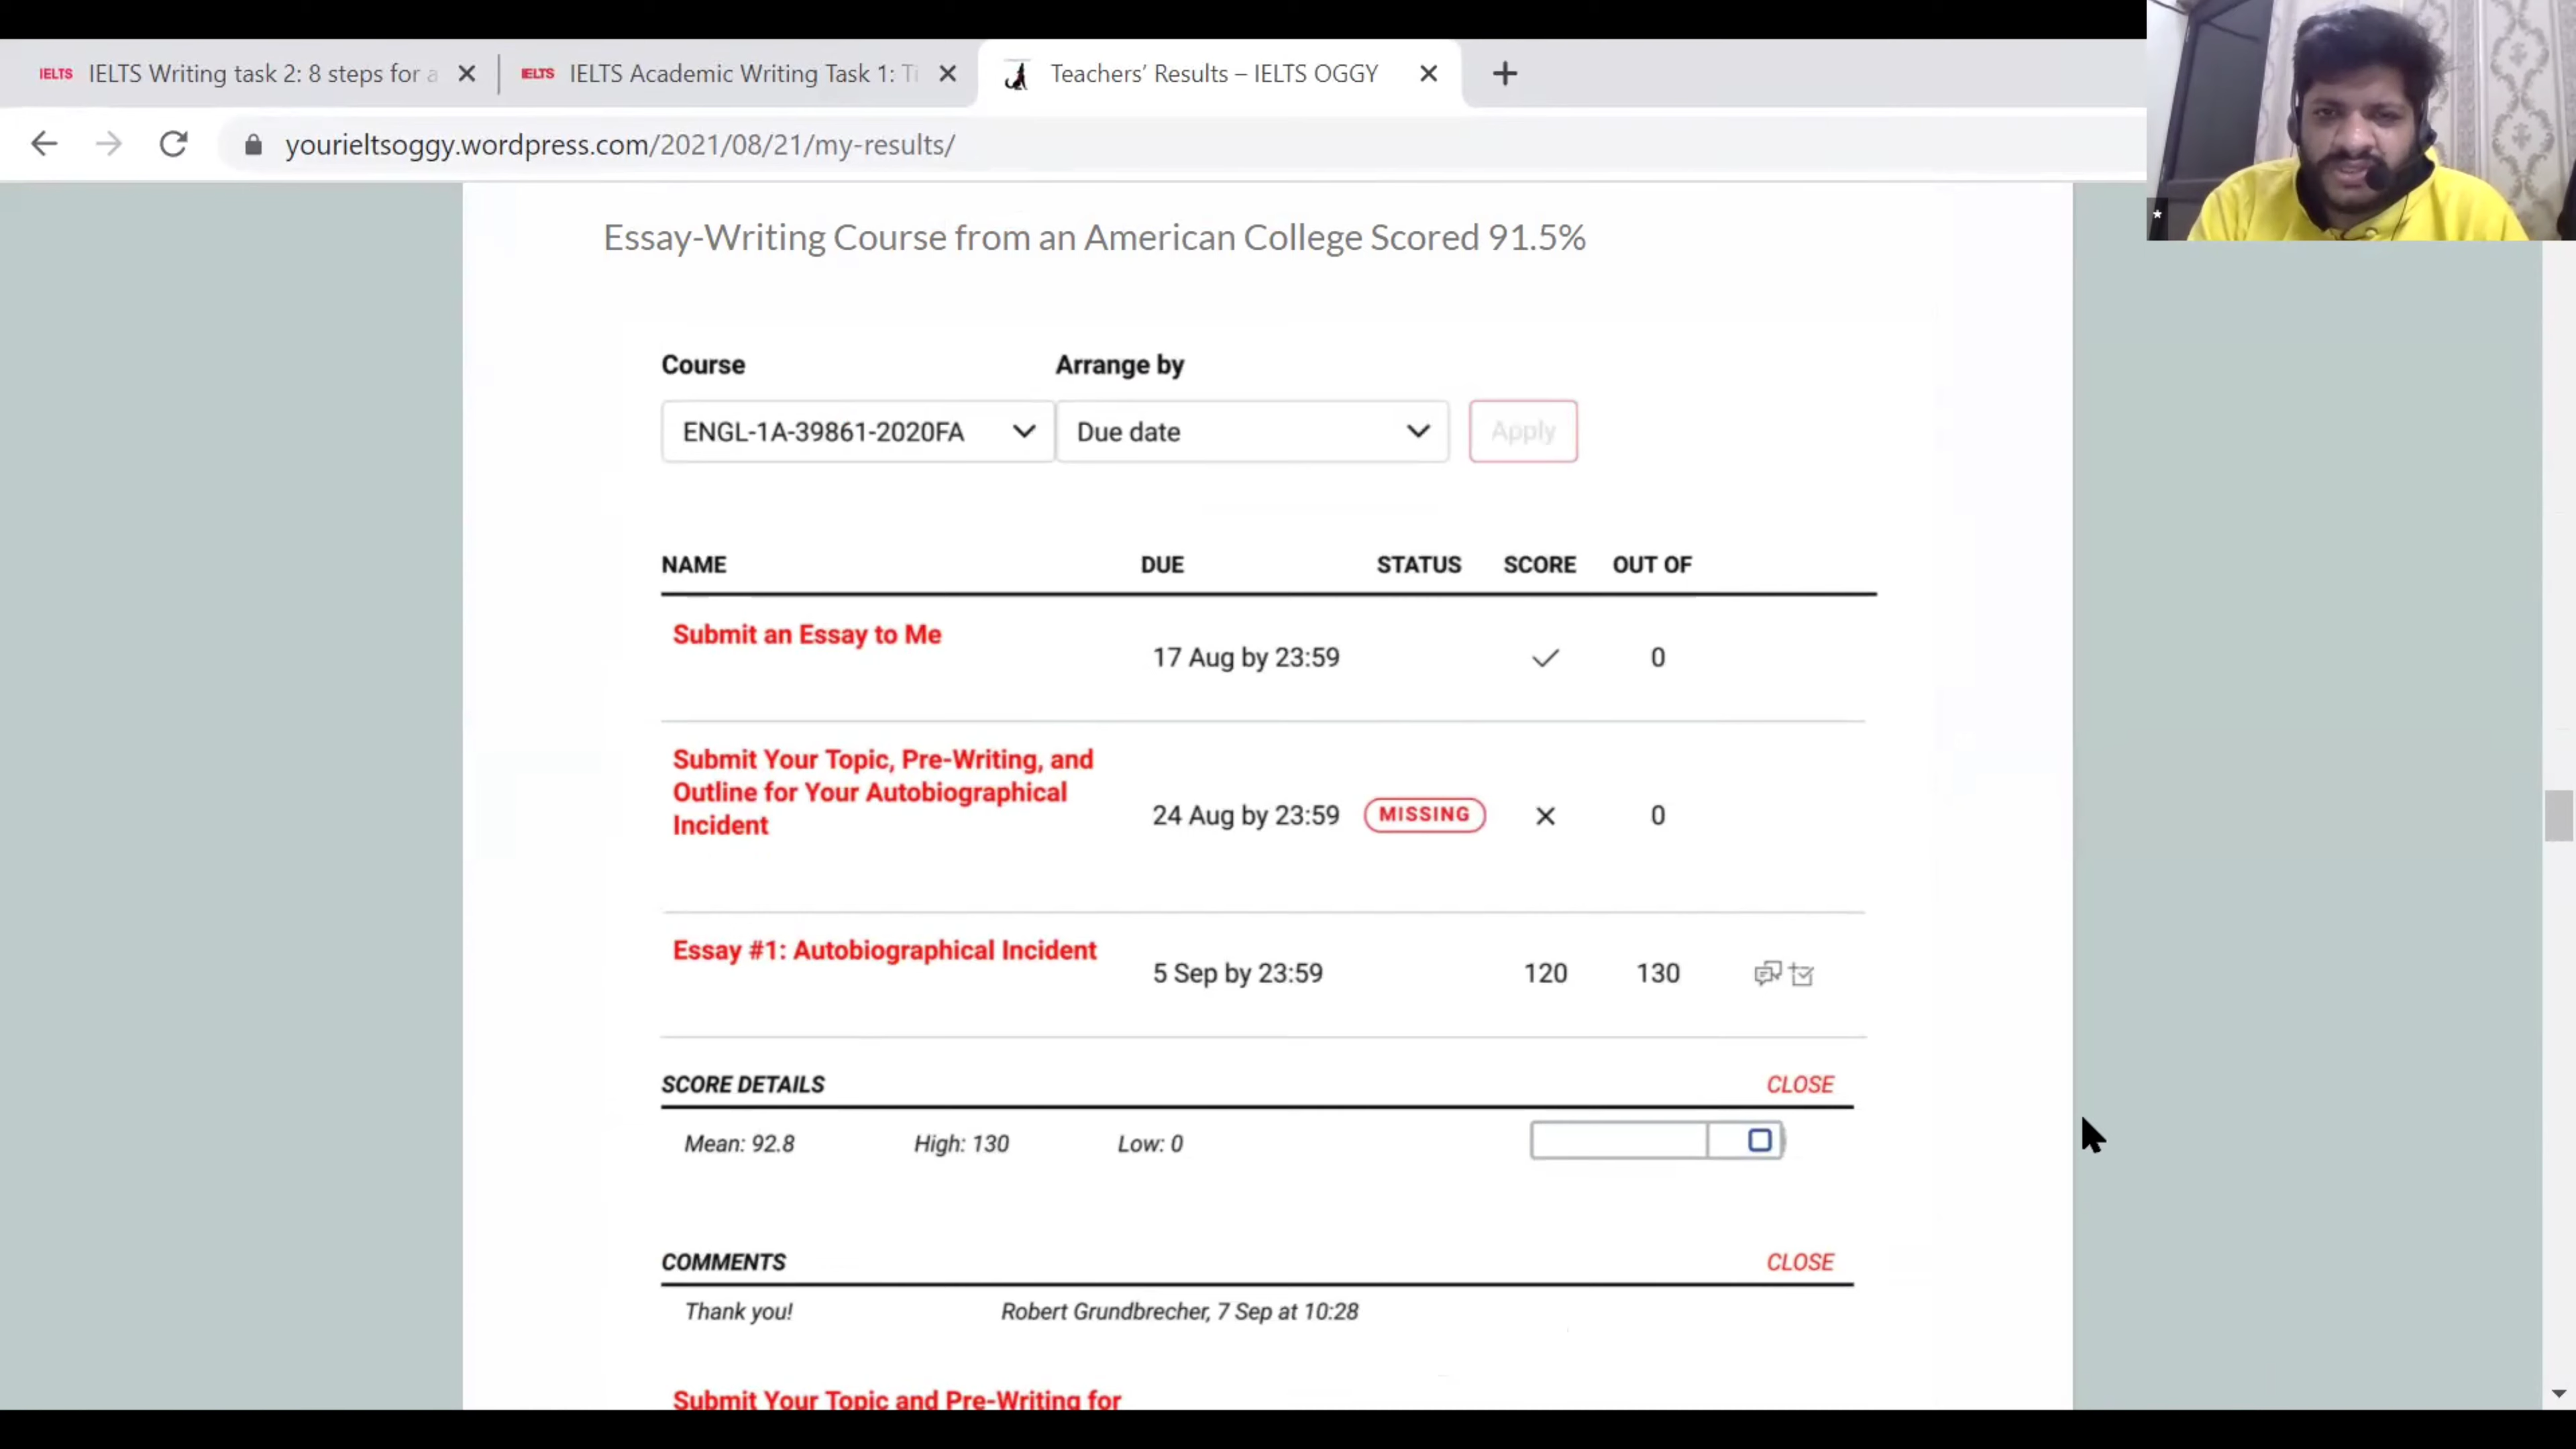 IELTS IELTS Writing task 2: 8 steps for a
IELTS IELTS Academic Writing Task 1: Ti
Teachers’ Results – IELTS OGGY
yourieltsoggy.wordpress.com/2021/08/21/my-results/
Essay-Writing Course from an American College Scored 91.5%
Course Arrange by
ENGL-1A-39861-2020FA Due date Apply
NAME DUE STATUS SCORE OUT OF
Submit an Essay to Me
17 Aug by 23:59 0
Submit Your Topic, Pre-Writing, and
Outline for Your Autobiographical
Incident
24 Aug by 23:59 MISSING 0
Essay #1: Autobiographical Incident
5 Sep by 23:59 120 130
SCORE DETAILS CLOSE
Mean: 92.8 High: 130 Low: 0
COMMENTS CLOSE
Thank you! Robert Grundbrecher, 7 Sep at 10:28
Submit Your Topic and Pre-Writing for